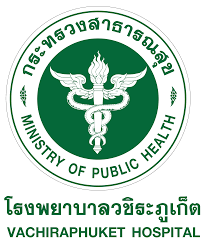 กระทรวงสาธารณสุข
MINISTRY OF PUBLIC HEALTH
โรงพยาบาลวชิระภูเก็ต
VACHIRAPHUKET HOSPITAL